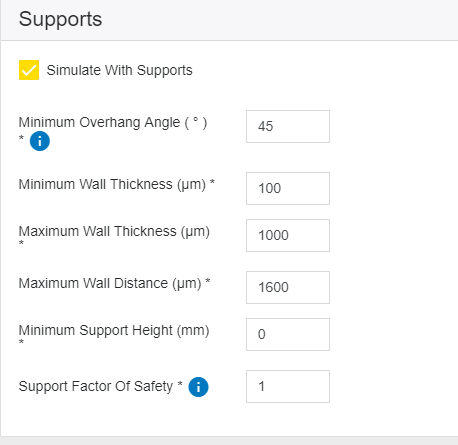 Supports
Simulate With Supports
Minimum Overhang Angle ( ° )
* i
45
Minimum Wall Thickness (µm) *
100
Maximum Wall Thickness (µm)
*
1000
Maximum Wall Distance (µm) *
1600
Minimum Support Height (mm)
*
0
Support Factor Of Safety * i
1